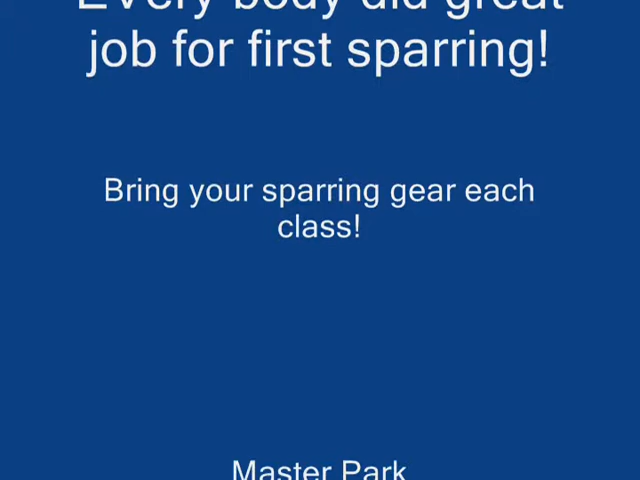 Every body did great
job for first sparring!
Bring your sparring gear each
class!
Master Park